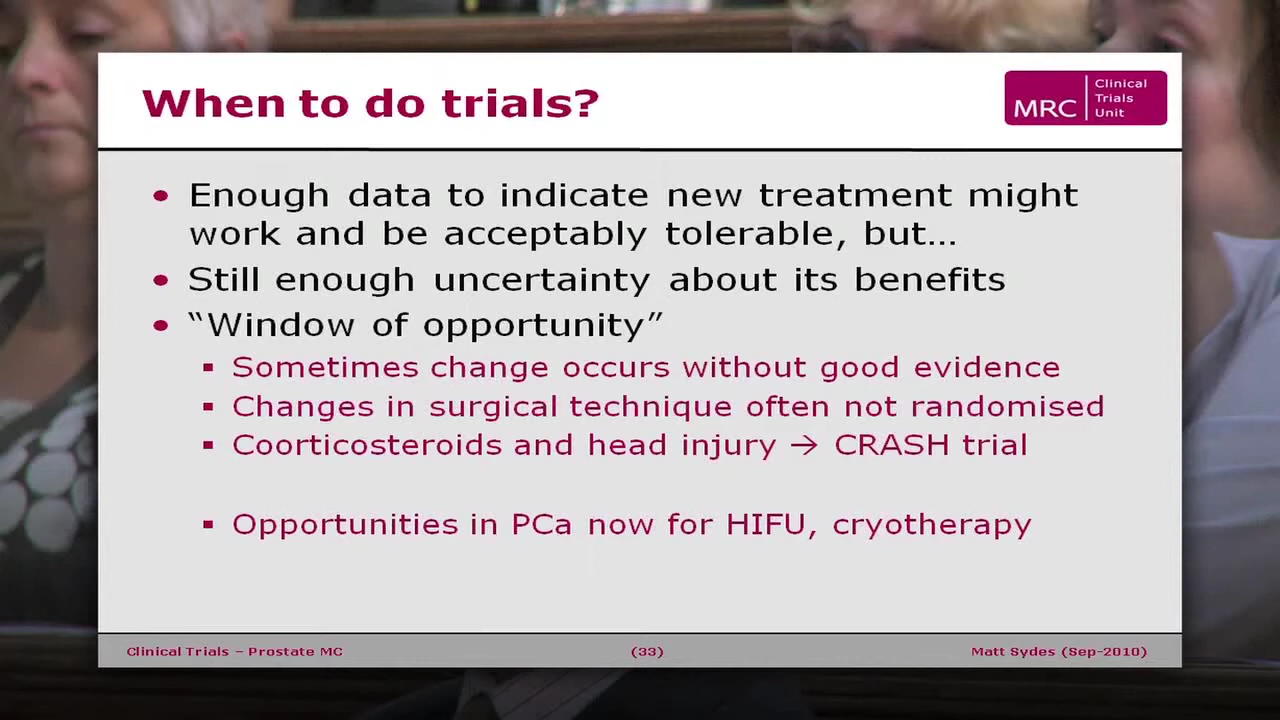 When to do trials?
MRC
Clinical
Trials
Unit
• Enough data to indicate new treatment might
work and be acceptably tolerable, but...
• Still enough uncertainty about its benefits
• “Window of opportunity”
▪ Sometimes change occurs without good evidence
▪ Changes in surgical technique often not randomised
▪ Coorticosteroids and head injury → CRASH trial
▪ Opportunities in PCa now for HIFU, cryotherapy
Clinical Trials – Prostate MC
(33)
Matt Sydes (Sep-2010)